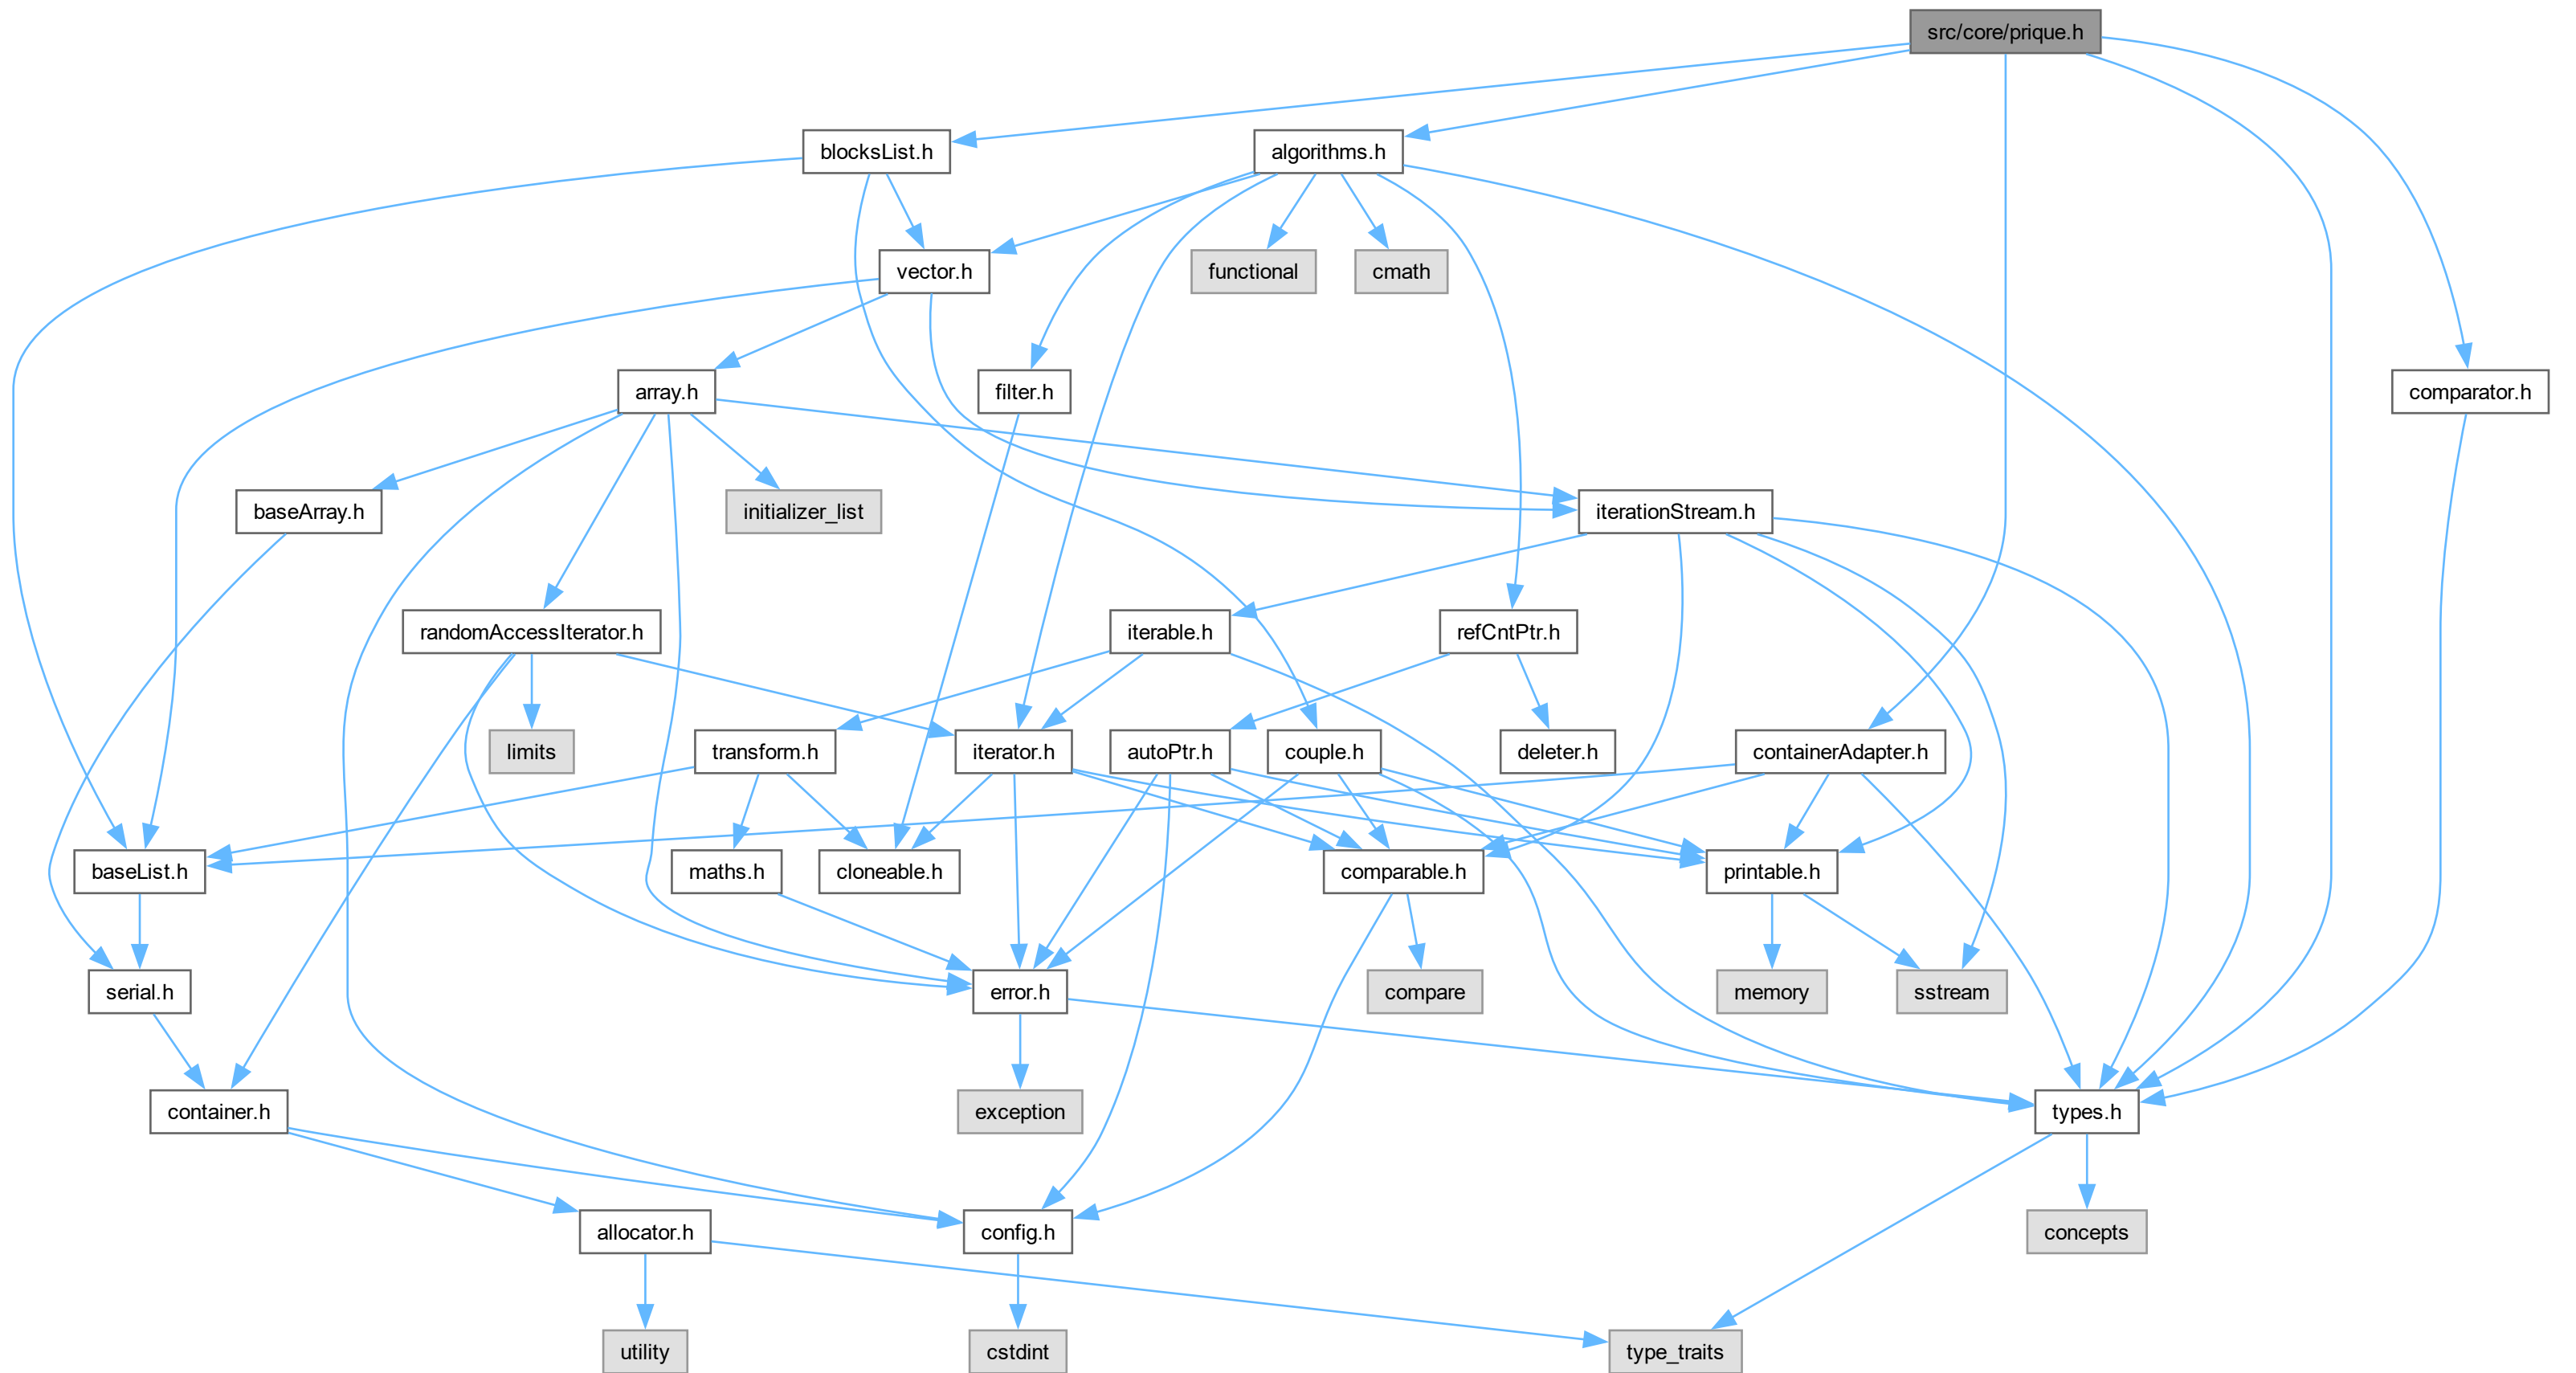 src/core/prique.h
blocksList.h
algorithms.h
vector.h
functional
cmath
array.h
filter.h
comparator.h
baseArray.h
initializer_list
iterationStream.h
randomAccessIterator.h
iterable.h
refCntPtr.h
limits
transform.h
iterator.h
autoPtr.h
couple.h
deleter.h
containerAdapter.h
baseList.h
maths.h
cloneable.h
comparable.h
printable.h
serial.h
error.h
compare
memory
sstream
container.h
exception
types.h
allocator.h
config.h
concepts
utility
cstdint
type_traits